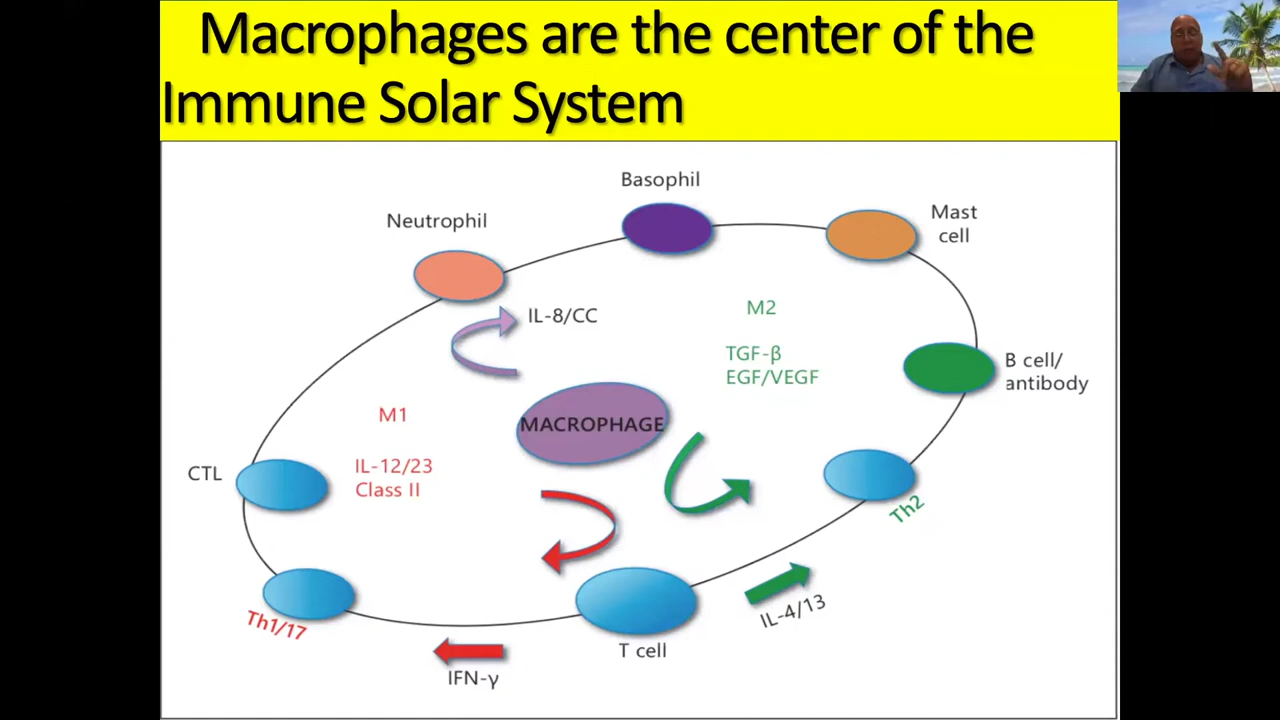 Macrophages are the center of the
Immune Solar System
Basophil
Neutrophil
Mast
cell
IL-8/CC
M2
TGF-β
EGF/VEGF
B cell/
antibody
M1
MACROPHAGE
CTL
IL-12/23
Class II
Th2
Th1/17
IL-4/13
T cell
IFN-γ